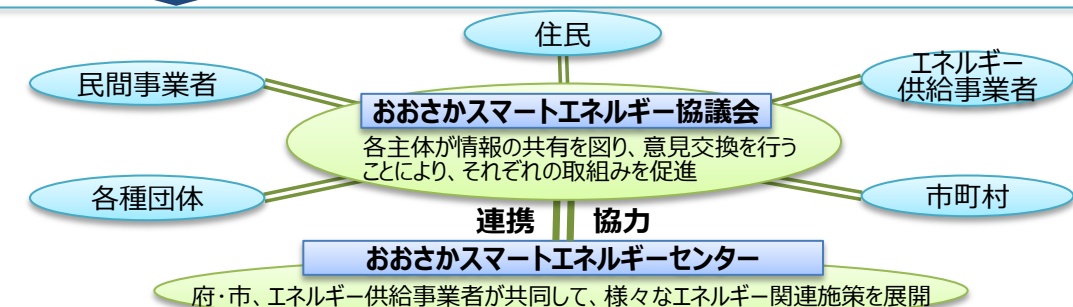 住民
民間事業者
エネルギー
供給事業者
おおさかスマートエネルギー協議会
各主体が情報の共有を図り、意見交換を行う
ことにより、それぞれの取組みを促進
各種団体
市町村
連携 協力
おおさかスマートエネルギーセンター
府・市、エネルギー供給事業者が共同して、様々なエネルギー関連施策を展開